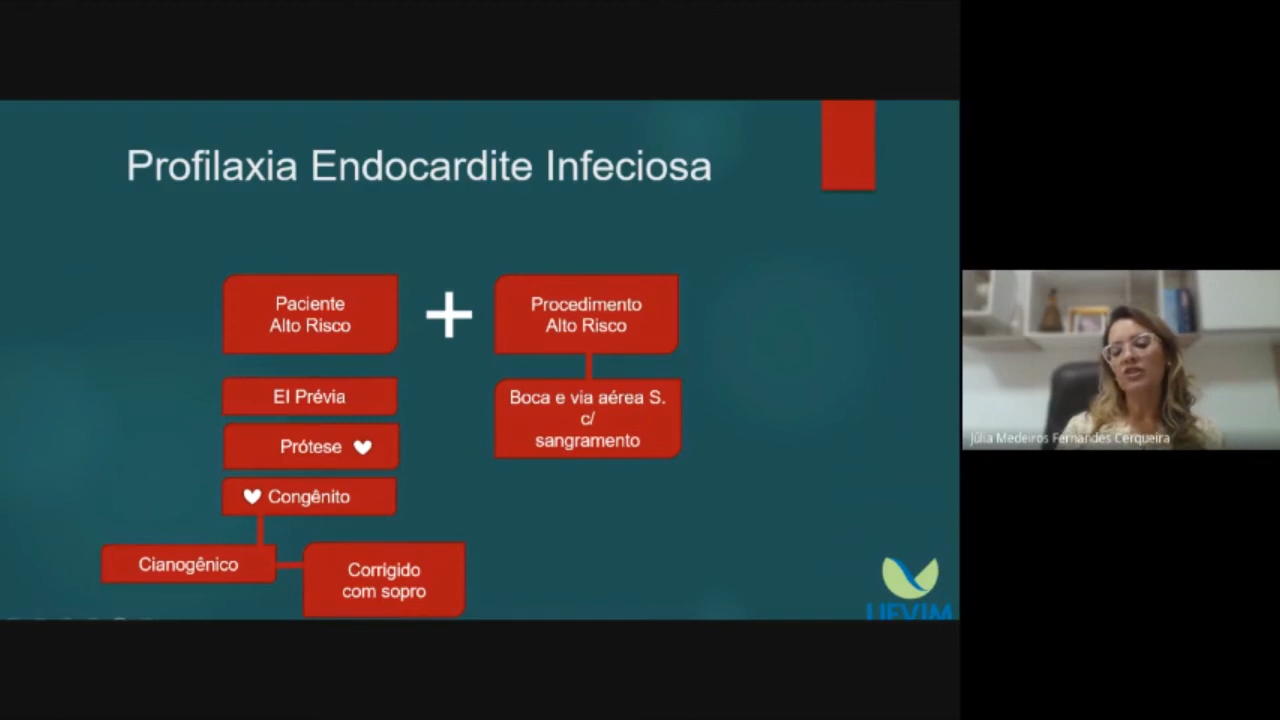 Profilaxia Endocardite Infeciosa
Paciente
Alto Risco
Procedimento
Alto Risco
EI Prévia
Boca e via aérea S.
c/
sangramento
Prótese
Congênito
Cianogênico
Corrigido
com sopro
Júlia Medeiros Fernandes Cerqueira